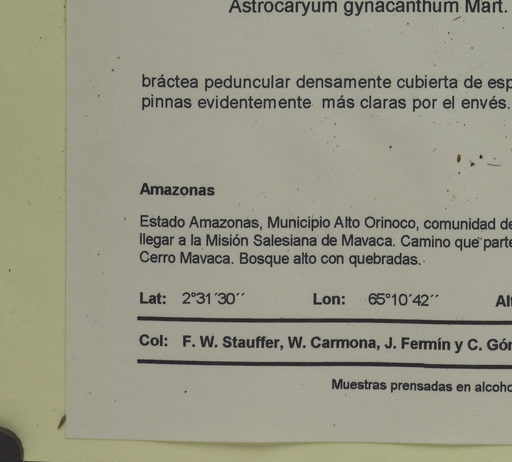 Astrocaryum gynacanthum Mart.
bráctea peduncular densamente cubierta de esp
pinnas evidentemente más claras por el envés.
Amazonas
Estado Amazonas, Municipio Alto Orinoco, comunidad de
llegar a la Misión Salesiana de Mavaca. Camino que parte
Cerro Mavaca. Bosque alto con quebradas.
Lat: 2°31´30´´ Lon: 65°10´42´´ Alt
Col: F. W. Stauffer, W. Carmona, J. Fermín y C. Góm
Muestras prensadas en alcoho